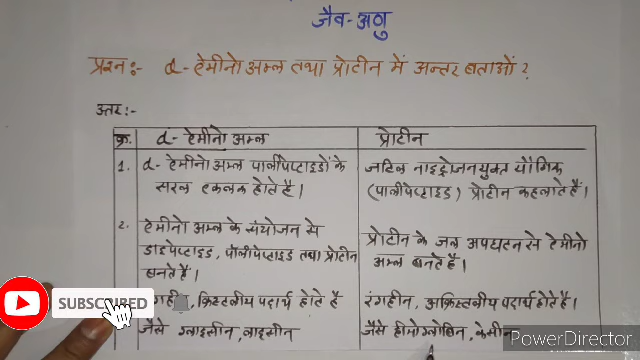 जैव-अणु
प्रश्न:- α- ऐमीनो अम्ल तथा प्रोटीन में अन्तर बताओं ?
उत्तर:-
क्र. α- ऐमीनो अम्ल प्रोटीन
1. α- ऐमीनो अम्ल पालीपेप्टाइडों के जटिल नाइट्रोजनयुक्त यौगिक
सरल एकलक होते है। (पालीपेप्टाइड) प्रोटीन कहलाते हैं।
2. ऐमीनो अम्ल के संयोजन से
डाइपेप्टाइड, पॉलीपेप्टाइड तथा प्रोटीन प्रोटीन के जल अपघटन से ऐमीनो
बनते है। अम्ल बनते है।
क्रिस्टलीय पदार्थ होते है रंगहीन, अक्रिस्टलीय पदार्थ होते है।
जैसे ग्लाइसीन, लाइसीन जैसे हीमोग्लोबिन, केसीन
SUBSCRIBED
PowerDirector